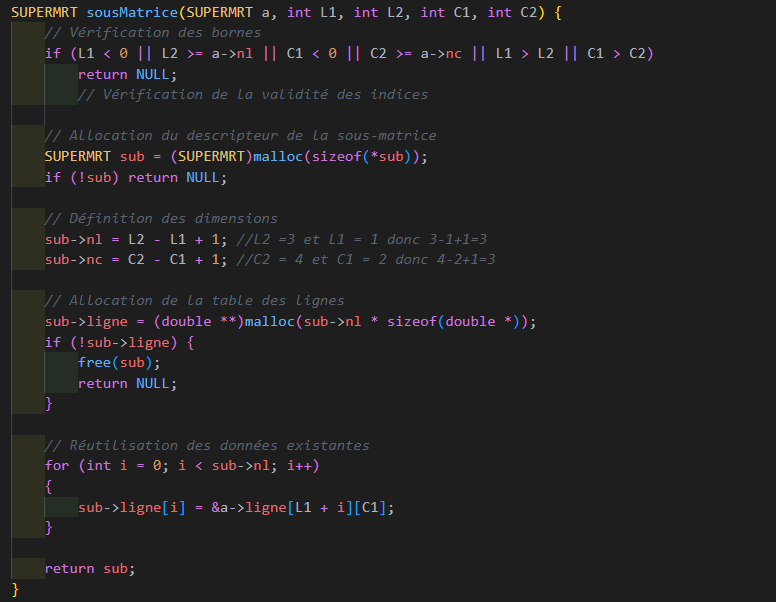 SUPERMRT sousMatrice(SUPERMRT a, int L1, int L2, int C1, int C2) {
// Vérification des bornes
if (L1 < 0 || L2 >= a->nl || C1 < 0 || C2 >= a->nc || L1 > L2 || C1 > C2)
return NULL;
// Vérification de la validité des indices
// Allocation du descripteur de la sous-matrice
SUPERMRT sub = (SUPERMRT)malloc(sizeof(*sub));
if (!sub) return NULL;
// Définition des dimensions
sub->nl = L2 - L1 + 1; //L2 =3 et L1 = 1 donc 3-1+1=3
sub->nc = C2 - C1 + 1; //C2 = 4 et C1 = 2 donc 4-2+1=3
// Allocation de la table des lignes
sub->ligne = (double **)malloc(sub->nl * sizeof(double *));
if (!sub->ligne) {
free(sub);
return NULL;
}
// Réutilisation des données existantes
for (int i = 0; i < sub->nl; i++)
{
sub->ligne[i] = &a->ligne[L1 + i][C1];
}
return sub;
}